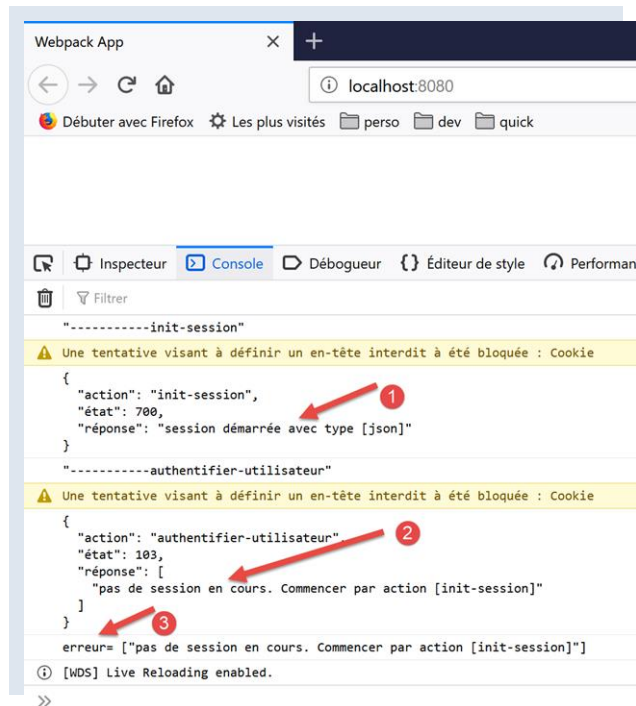 Webpack App
localhost:8080
Débuter avec Firefox Les plus visités perso dev quick
Inspecteur Console Débogueur {} Éditeur de style Performan
Filtrer
"-----------init-session"
Une tentative visant à définir un en-tête interdit à été bloquée : Cookie
{
"action": "init-session",
"état": 700,
"réponse": "session démarrée avec type [json]"
}
1
"-----------authentifier-utilisateur"
Une tentative visant à définir un en-tête interdit à été bloquée : Cookie
{
"action": "authentifier-utilisateur",
"état": 103,
"réponse": [
"pas de session en cours. Commencer par action [init-session]"
]
}
2
3
erreur= ["pas de session en cours. Commencer par action [init-session]"]
[WDS] Live Reloading enabled.
»